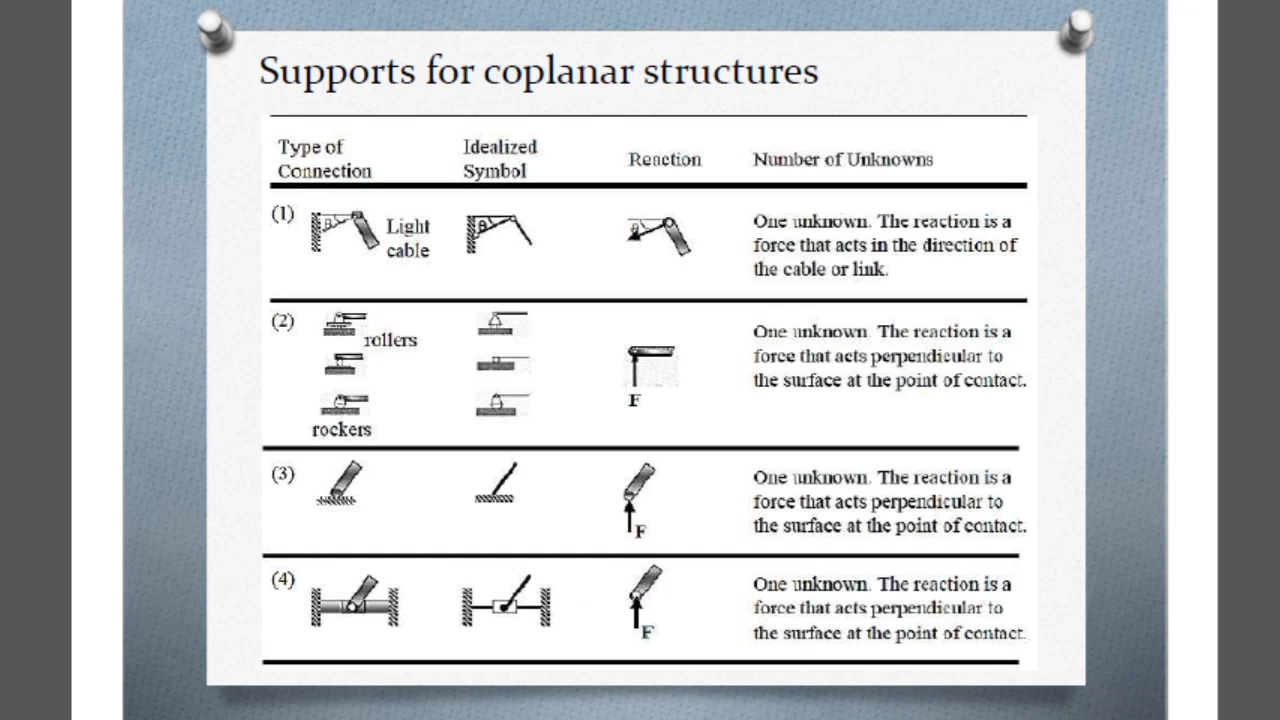 Supports for coplanar structures
Type of
Connection
Idealized
Symbol
Reaction
Number of Unknowns
(1)
θ
Light
cable
θ
θ
One unknown. The reaction is a
force that acts in the direction of
the cable or link.
(2)
rollers
rockers
F
One unknown. The reaction is a
force that acts perpendicular to
the surface at the point of contact.
(3)
F
One unknown. The reaction is a
force that acts perpendicular to
the surface at the point of contact.
(4)
F
One unknown. The reaction is a
force that acts perpendicular to
the surface at the point of contact.